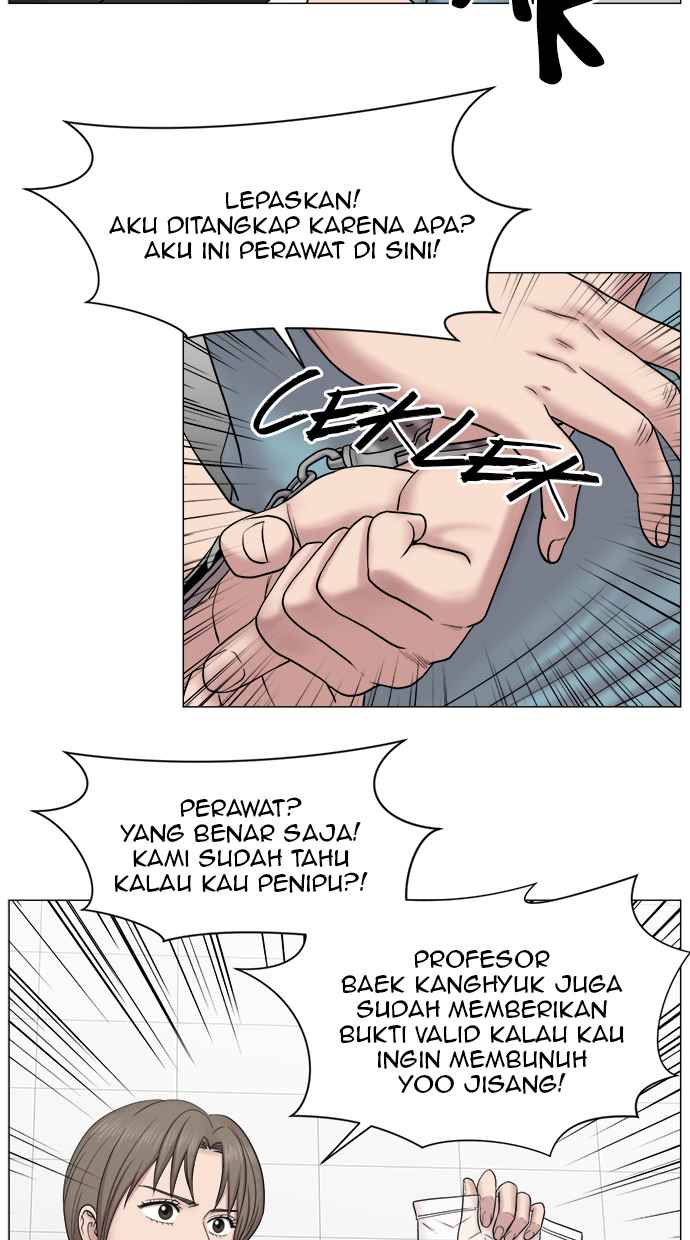 LEPASKAN!
AKU DITANGKAP KARENA APA?
AKU INI PERAWAT DI SINI!
CEKLEK
PERAWAT?
YANG BENAR SAJA!
KAMI SUDAH TAHU
KALAU KAU PENIPU?!
PROFESOR
BAEK KANGHYUK JUGA
SUDAH MEMBERIKAN
BUKTI VALID KALAU KAU
INGIN MEMBUNUH
YOO JISANG!